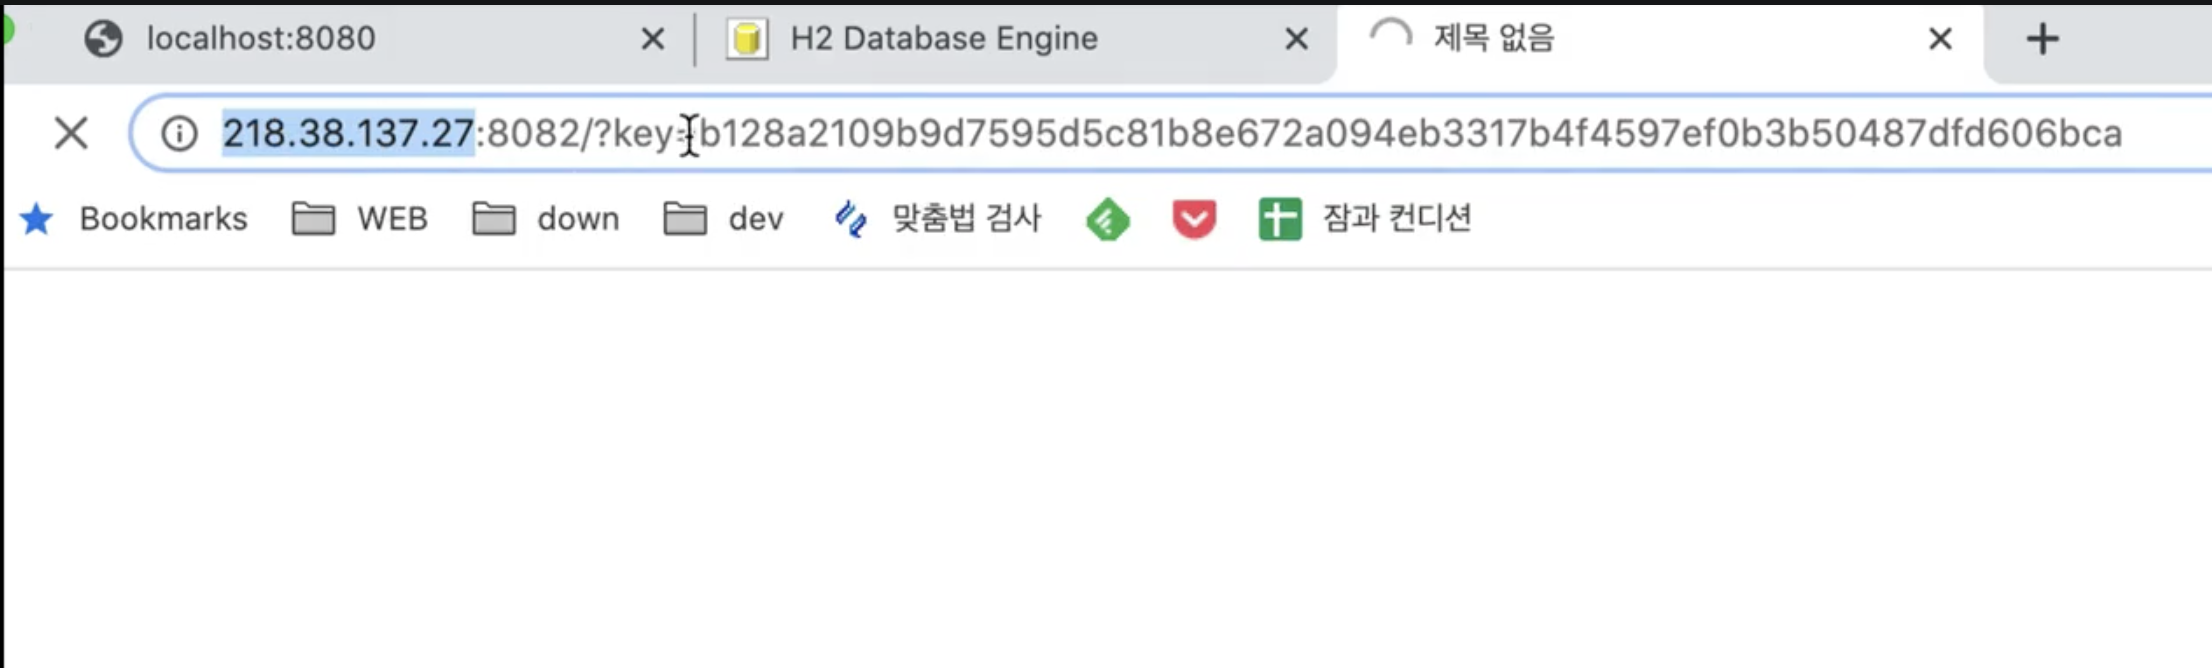 localhost:8080
H2 Database Engine
제목 없음
218.38.137.27:8082/?key=b128a2109b9d7595d5c81b8e672a094eb3317b4f4597ef0b3b50487dfd606bca
Bookmarks WEB down dev 맞춤법 검사 잠과 컨디션